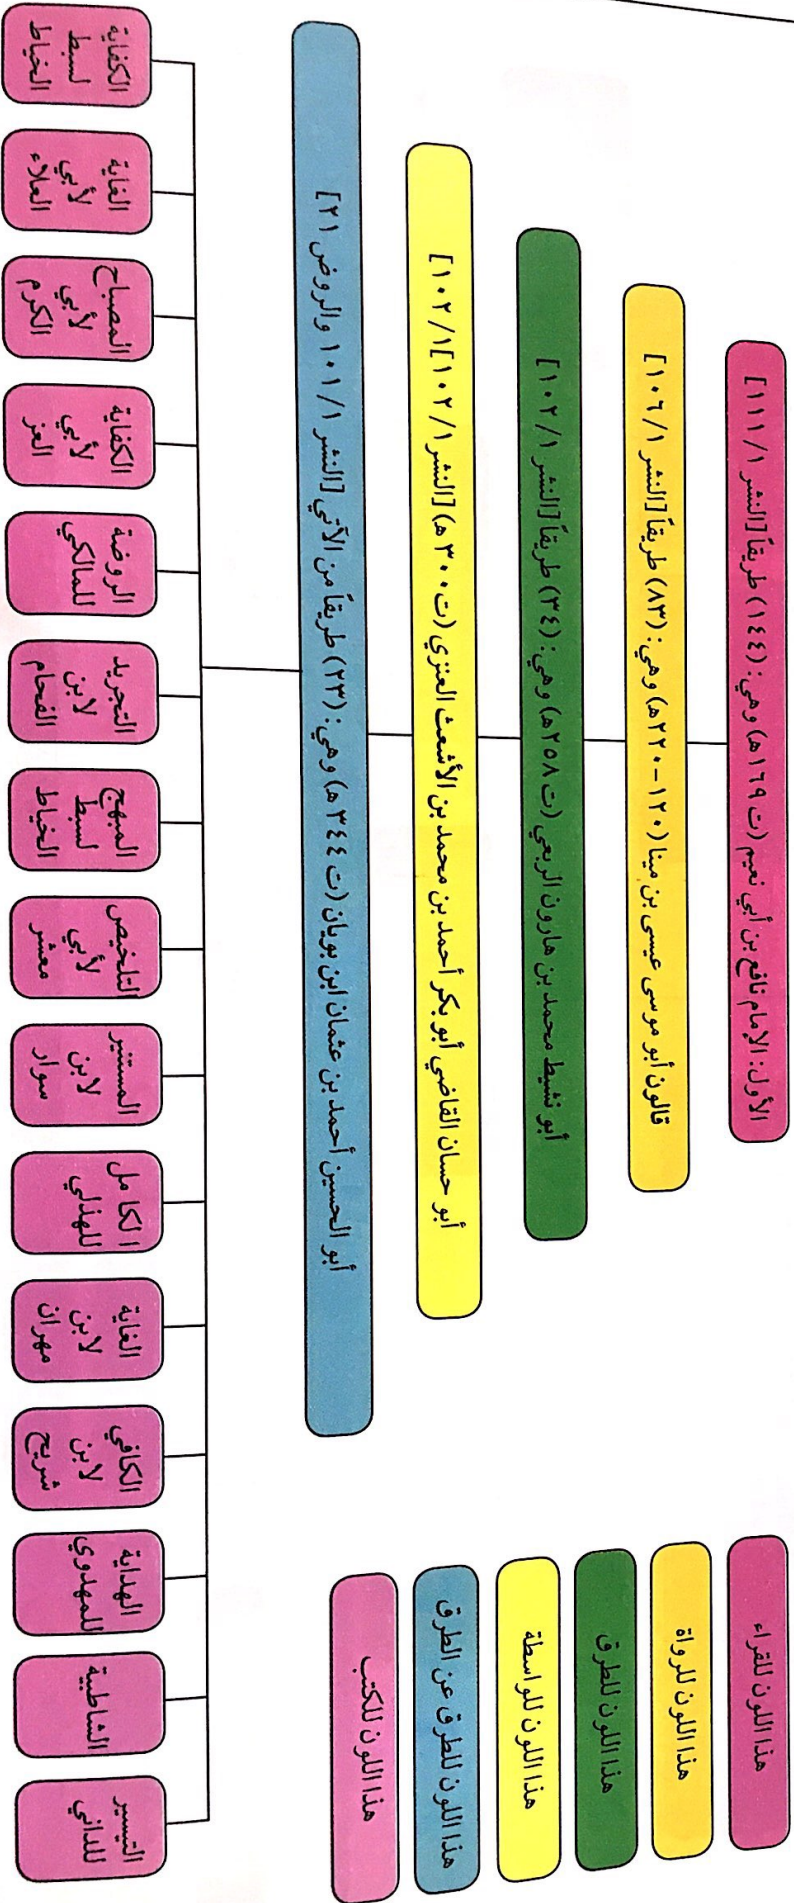 هذا اللون للقراء
هذا اللون للرواة
هذا اللون للطرق
هذا اللون للواسطة
هذا اللون للطرق عن الطرق
هذا اللون للكتب
الأول: الإمام نافع بن أبي نعيم (ت ١٦٩هـ) وهي: (١٤٤) طريقاً [النشر ١/ ١١١]
قالون أبو موسى عيسى بن مينا (١٢٠-٢٢٠هـ) وهي: (٨٣) طريقاً [النشر ١/ ١٠٦]
أبو نشيط محمد بن هارون الربعي (ت ٢٥٨هـ) وهي: (٣٤) طريقاً [النشر ١/ ١٠٢]
أبو حسان القاضي أبو بكر أحمد بن محمد بن الأشعث العنزي (ت ٣٠٠ هـ) [النشر ١/ ١٠٢[١/ ١٠٢]
أبو الحسين أحمد بن عثمان ابن بويان (ت ٣٤٤ هـ) وهي: (٢٣) طريقاً من الآتي [النشر ١/ ١٠١ والروض ٢١]
التيسير
للداني
الشاطبية
الهداية
للمهدوي
الكافي
لابن
شريح
الغاية
لابن
مهران
الكامل
للهذلي
المستنير
لابن
سوار
التلخيص
لأبي
معشر
المبهج
لسبط
الخياط
التجريد
لابن
الفحام
الروضة
للمالكي
الكفاية
لأبي
العز
المصباح
لأبي
الكرم
الغاية
لأبي
العلاء
الكفاية
لسبط
الخياط